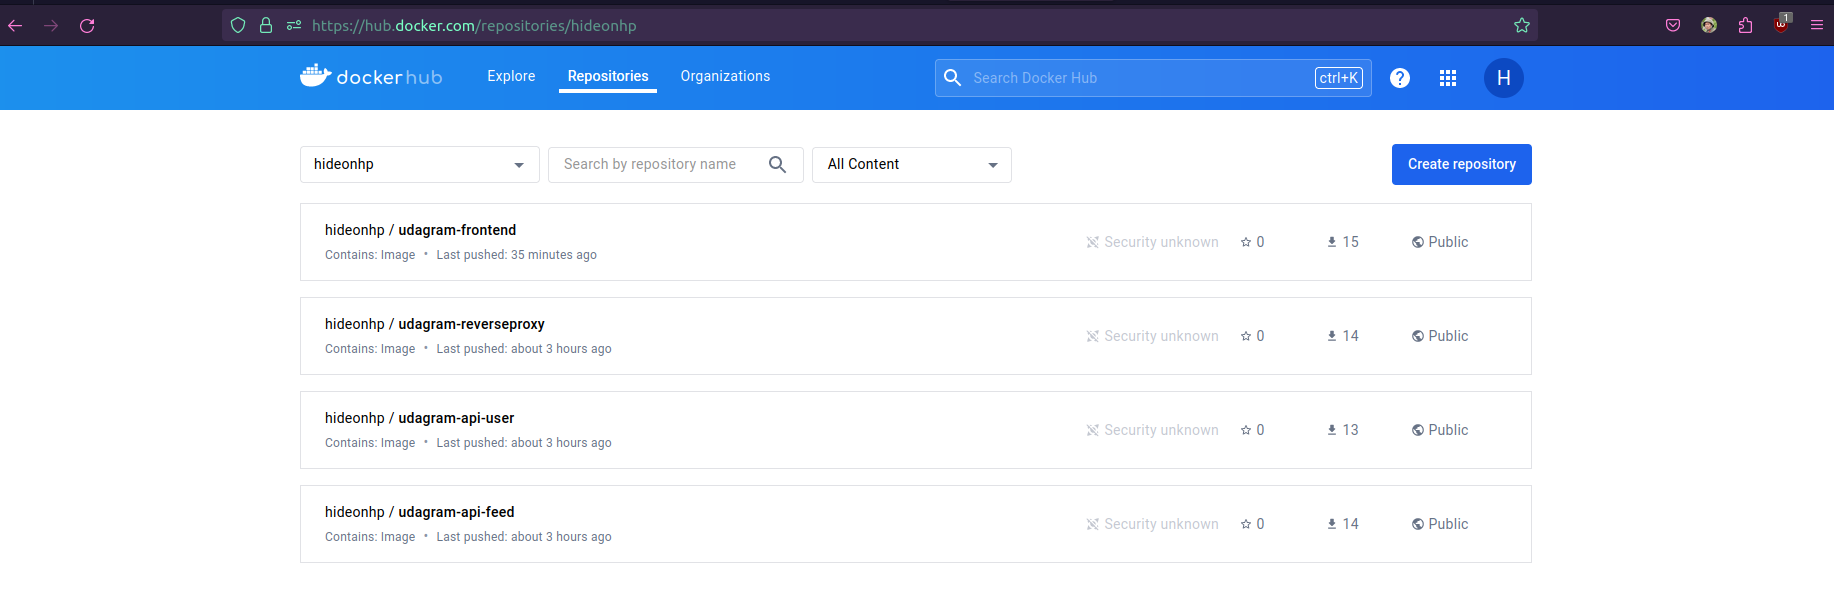 https://hub.docker.com/repositories/hideonhp
1
dockerhub Explore Repositories Organizations Search Docker Hub ctrl+K ? H
hideonhp Search by repository name All Content Create repository
hideonhp / udagram-frontend
Contains: Image • Last pushed: 35 minutes ago
Security unknown 0 15 Public
hideonhp / udagram-reverseproxy
Contains: Image • Last pushed: about 3 hours ago
Security unknown 0 14 Public
hideonhp / udagram-api-user
Contains: Image • Last pushed: about 3 hours ago
Security unknown 0 13 Public
hideonhp / udagram-api-feed
Contains: Image • Last pushed: about 3 hours ago
Security unknown 0 14 Public